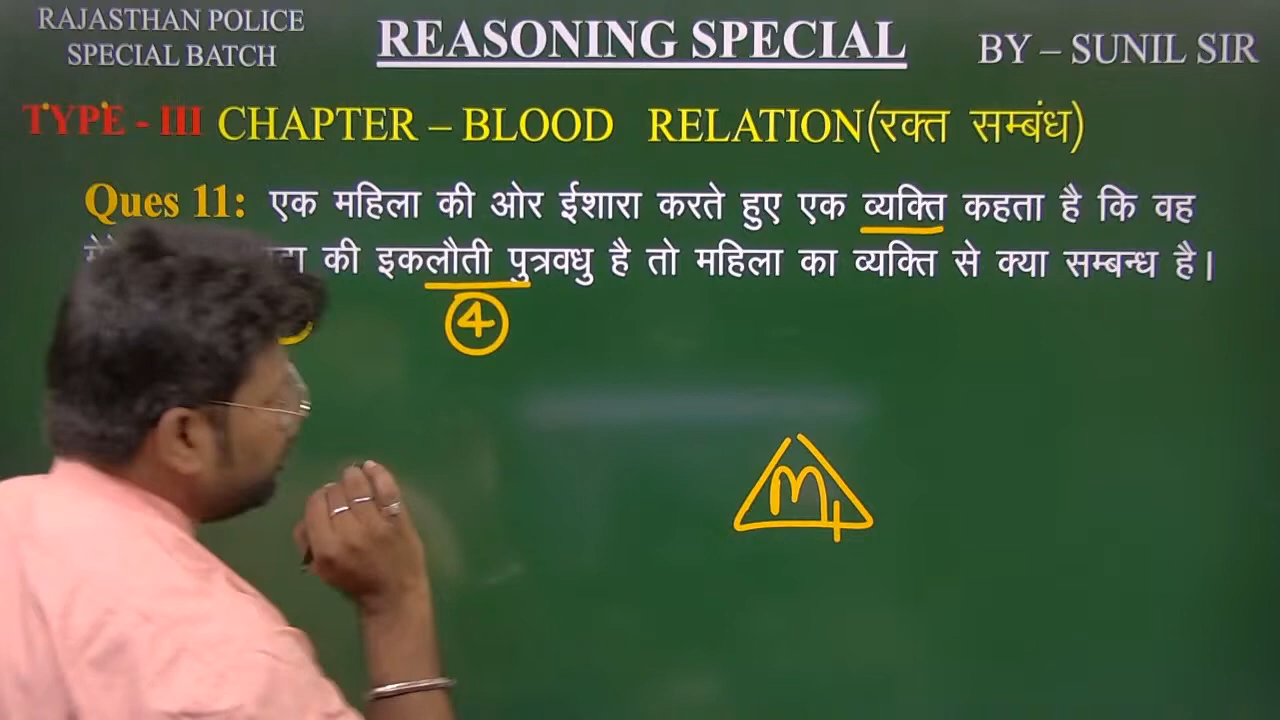 RAJASTHAN POLICE
SPECIAL BATCH
REASONING SPECIAL
BY – SUNIL SIR
TYPE - III CHAPTER – BLOOD RELATION(रक्त सम्बंध)
Ques 11: एक महिला की ओर ईशारा करते हुए एक व्यक्ति कहता है कि वह
की इकलौती पुत्रवधु है तो महिला का व्यक्ति से क्या सम्बन्ध है।
4
m+